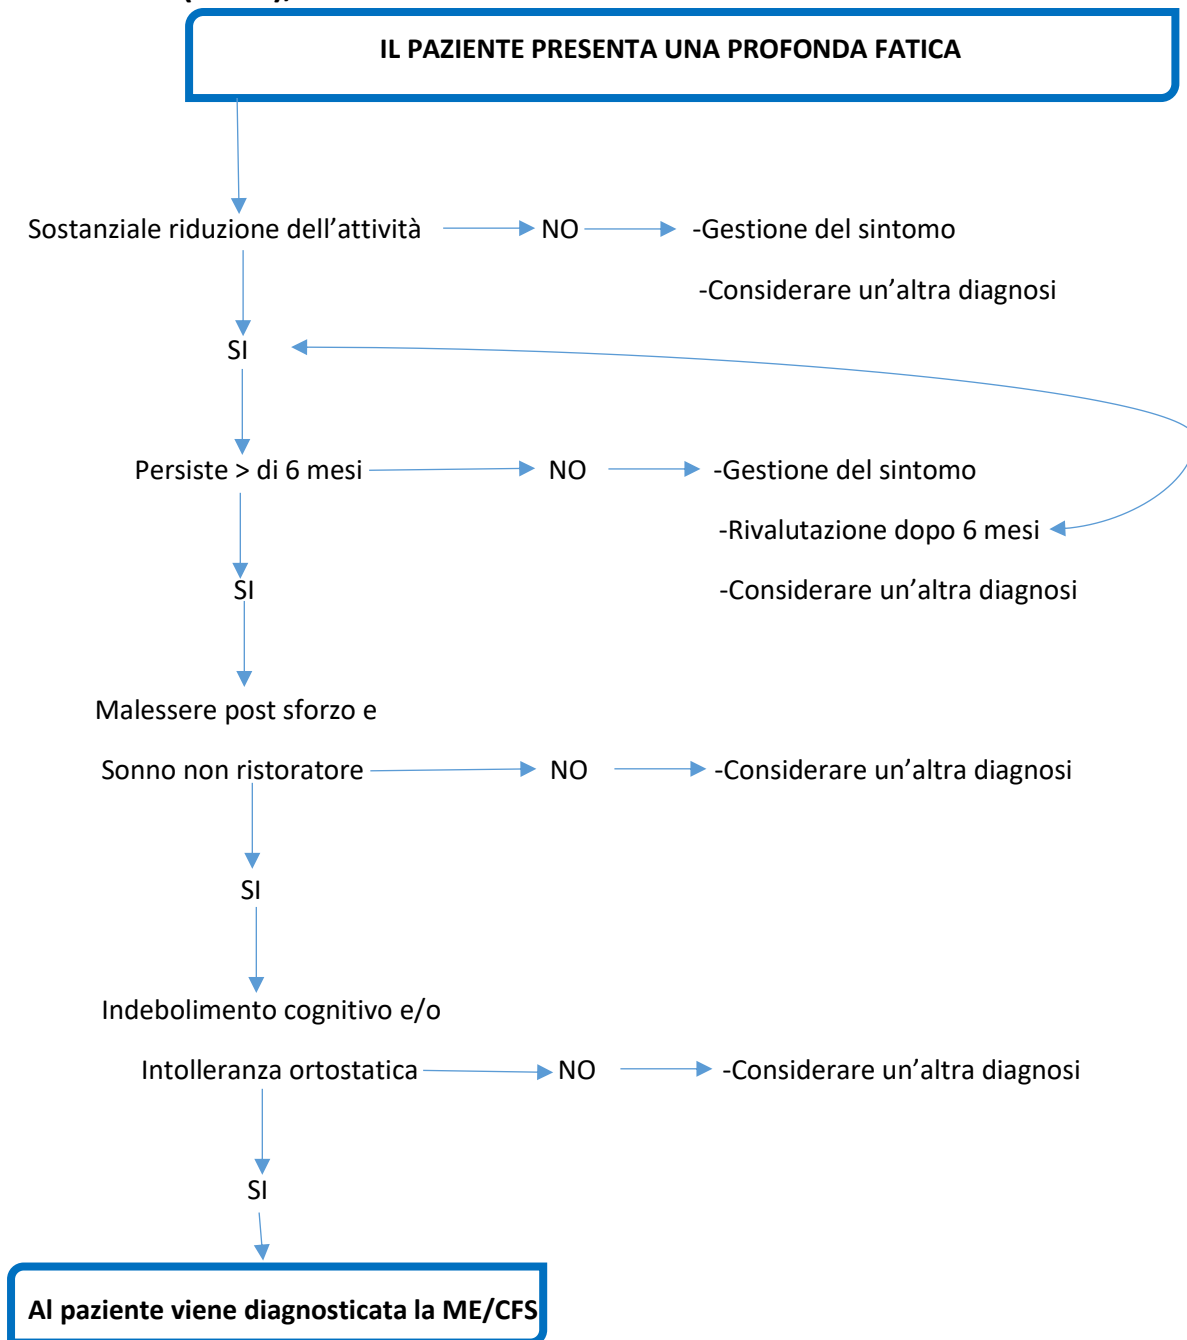 IL PAZIENTE PRESENTA UNA PROFONDA FATICA
Sostanziale riduzione dell’attività NO -Gestione del sintomo
-Considerare un’altra diagnosi
SI
Persiste > di 6 mesi NO -Gestione del sintomo
-Rivalutazione dopo 6 mesi
SI -Considerare un’altra diagnosi
Malessere post sforzo e
Sonno non ristoratore NO -Considerare un’altra diagnosi
SI
Indebolimento cognitivo e/o
Intolleranza ortostatica NO -Considerare un’altra diagnosi
SI
Al paziente viene diagnosticata la ME/CFS